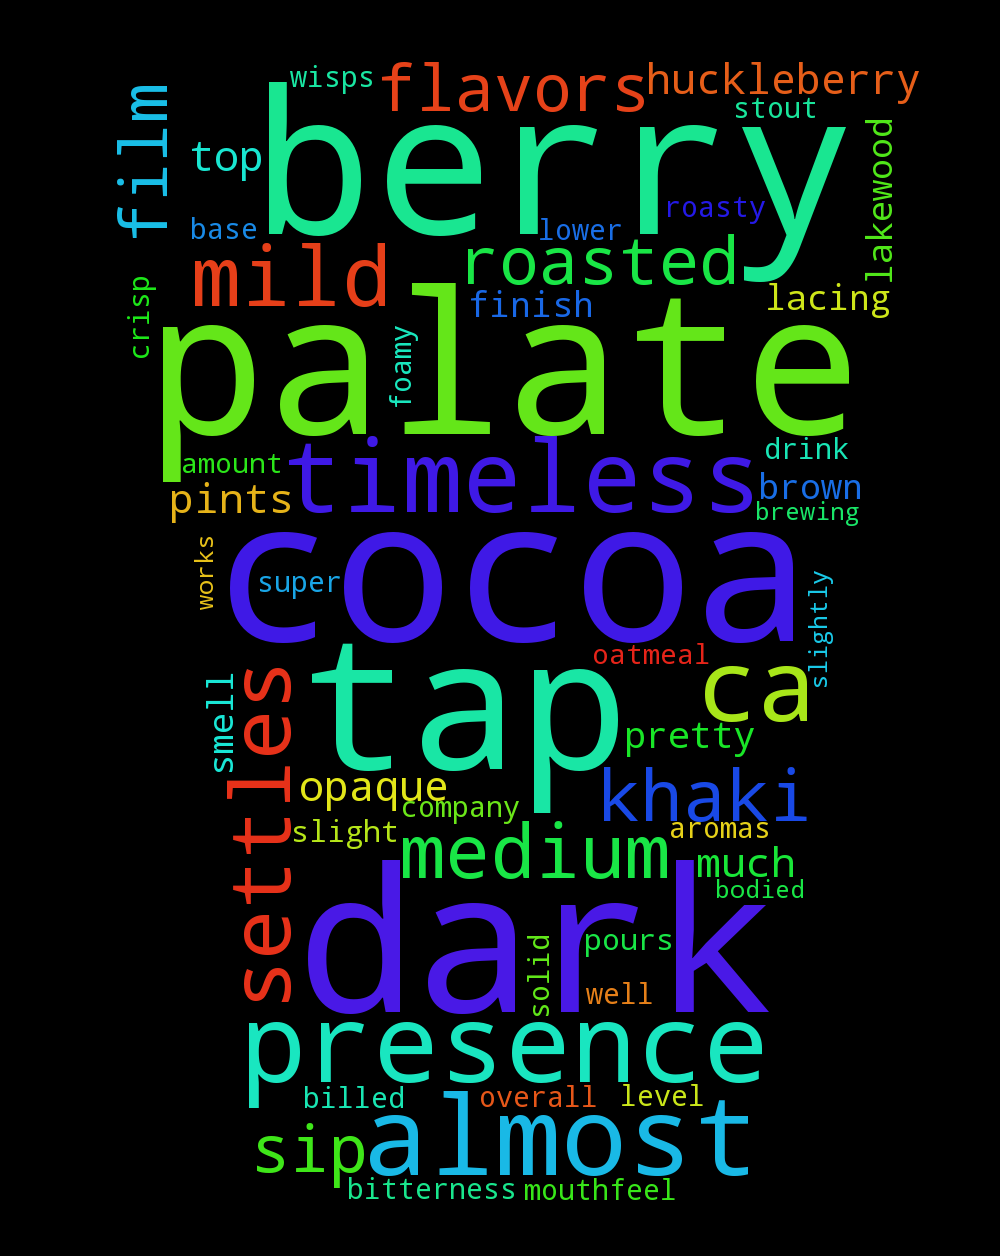 wisps
flavors
huckleberry
film
berry
stout
top
lakewood
roasty
base
lower
mild
roasted
crisp
finish
lacing
palate
foamy
amount
timeless
drink
pints
brown
brewing
cocoa
works
super
slightly
tap
oatmeal
ca
smell
settles
pretty
opaque
khaki
company
slight
medium
aromas
much
bodied
dark
pours
solid
well
presence
billed
overall
level
almost
sip
bitterness
mouthfeel